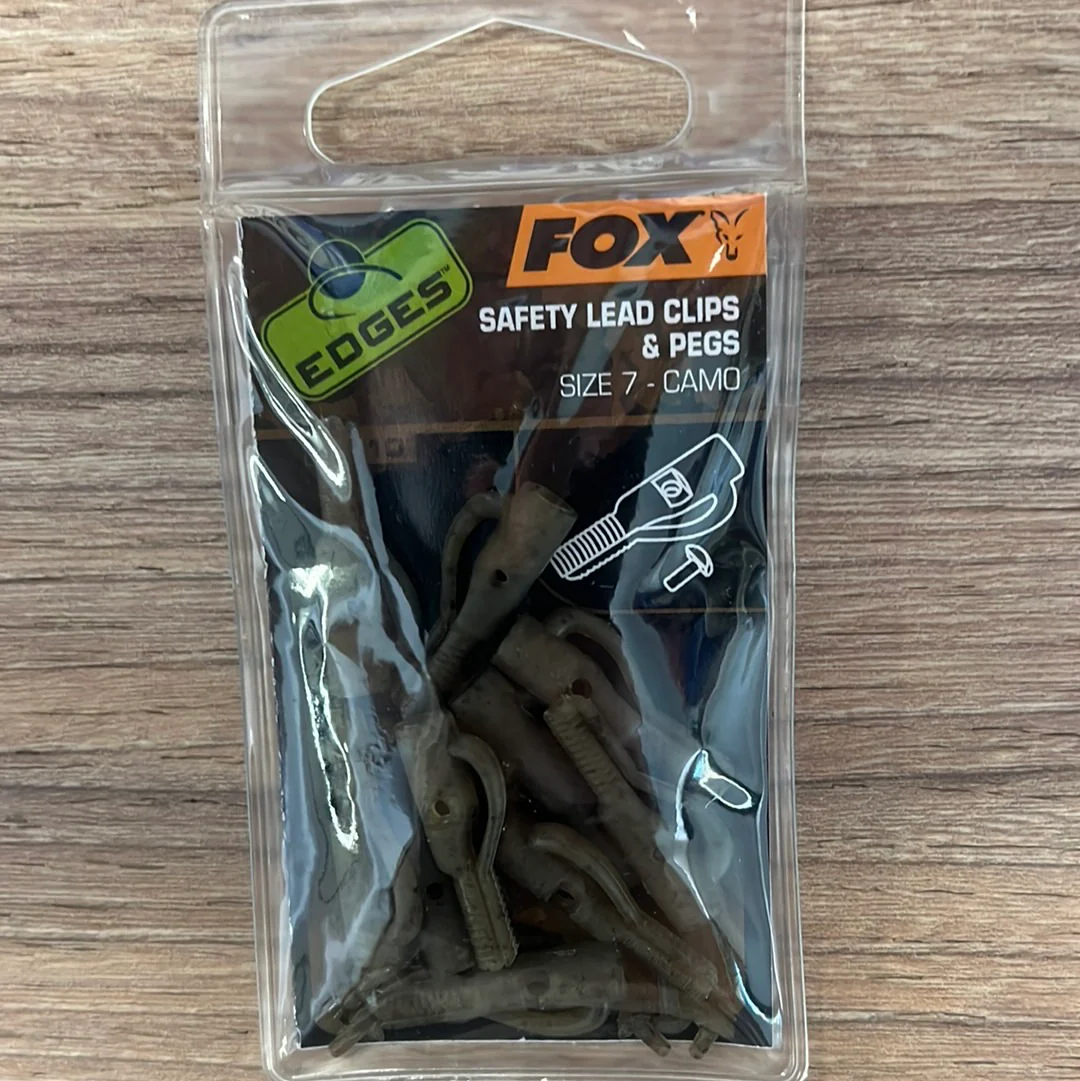 EDGES™
FOX
SAFETY LEAD CLIPS
& PEGS
SIZE 7 - CAMO